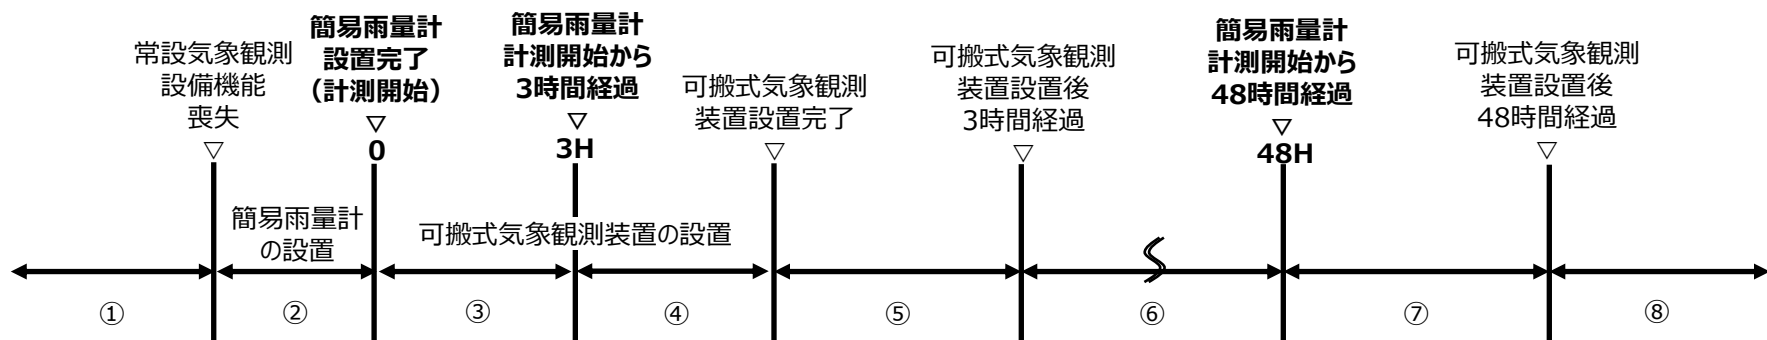 常設気象観測
設備機能
喪失
▽
簡易雨量計
設置完了
（計測開始）
▽
0
簡易雨量計
計測開始から
3時間経過
▽
3H
可搬式気象観測
装置設置完了
▽
可搬式気象観測
装置設置後
3時間経過
▽
簡易雨量計
計測開始から
48時間経過
▽
48H
可搬式気象観測
装置設置後
48時間経過
▽
簡易雨量計
の設置
可搬式気象観測装置の設置
①
②
③
④
⑤
⑥
⑦
⑧